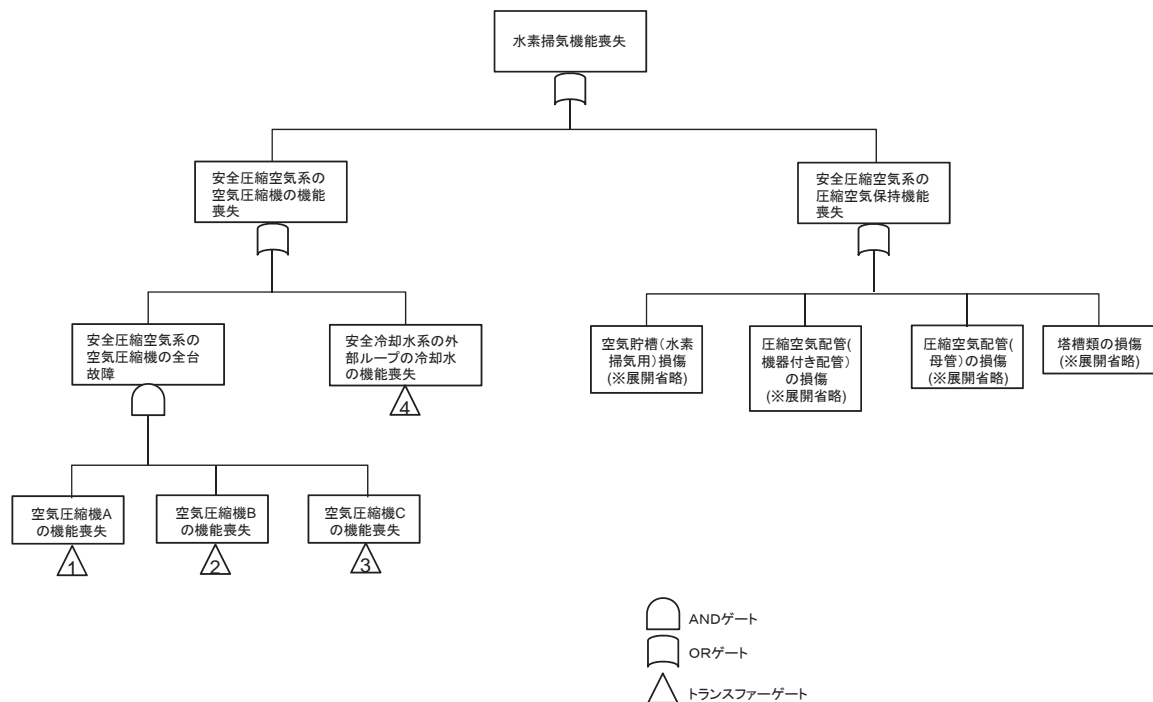 水素掃気機能喪失
安全圧縮空気系の
空気圧縮機の機能
喪失
安全圧縮空気系の
圧縮空気保持機能
喪失
安全圧縮空気系の
空気圧縮機の全台
故障
安全冷却水系の外
部ループの冷却水
の機能喪失
4
空気貯槽(水素
掃気用)損傷
(※展開省略)
圧縮空気配管(
機器付き配管)
の損傷
(※展開省略)
圧縮空気配管(
母管)の損傷
(※展開省略)
塔槽類の損傷
(※展開省略)
空気圧縮機A
の機能喪失
1
空気圧縮機B
の機能喪失
2
空気圧縮機C
の機能喪失
3
ANDゲート
ORゲート
トランスファーゲート